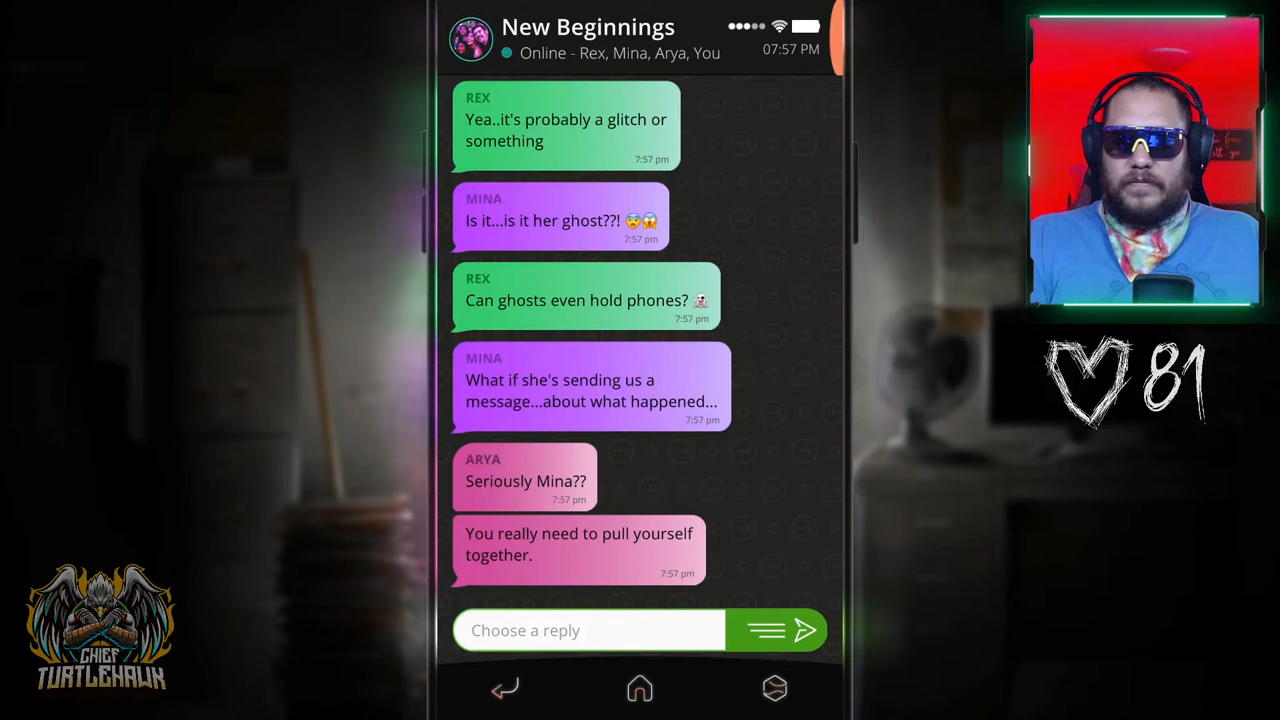 New Beginnings
Online - Rex, Mina, Arya, You
07:57 PM
REX
Yea..it's probably a glitch or
something
7:57 pm
MINA
Is it...is it her ghost??! 😨😱
7:57 pm
REX
Can ghosts even hold phones? 👻
7:57 pm
MINA
What if she's sending us a
message...about what happened...
7:57 pm
ARYA
Seriously Mina??
7:57 pm
You really need to pull yourself
together.
7:57 pm
Choose a reply
81
CHIEF
TURTLEHAWK